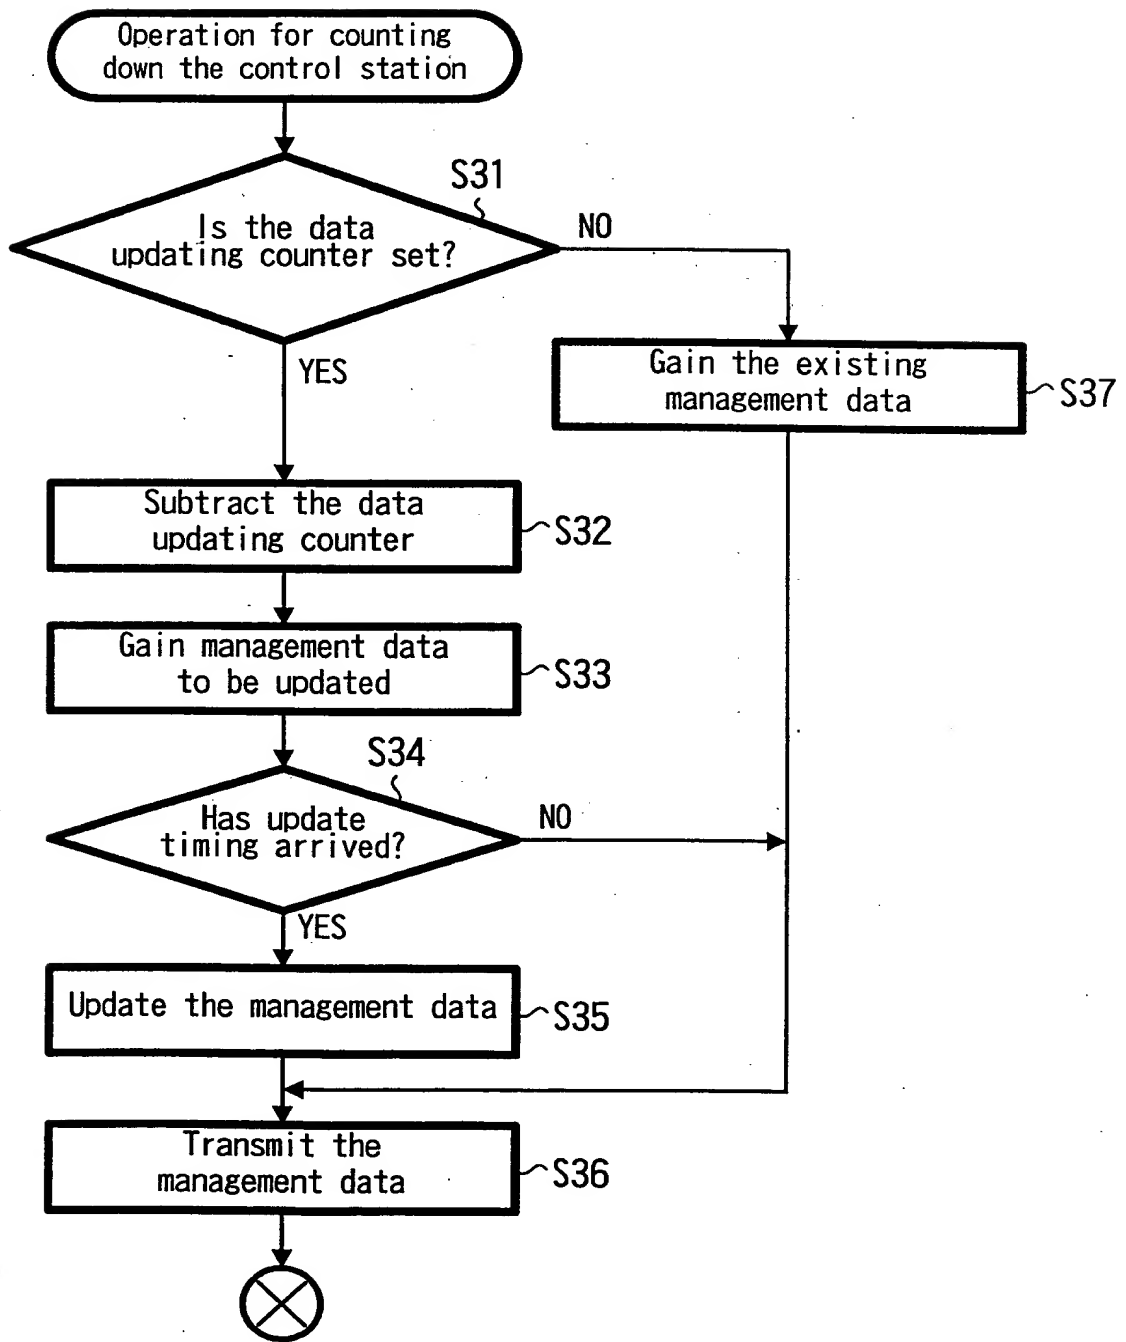 Operation for counting
down the control station
S31
Is the data
updating counter set?
NO
YES
Gain the existing
management data
S37
Subtract the data
updating counter
S32
Gain management data
to be updated
S33
S34
Has update
timing arrived?
NO
YES
Update the management data
S35
Transmit the
management data
S36